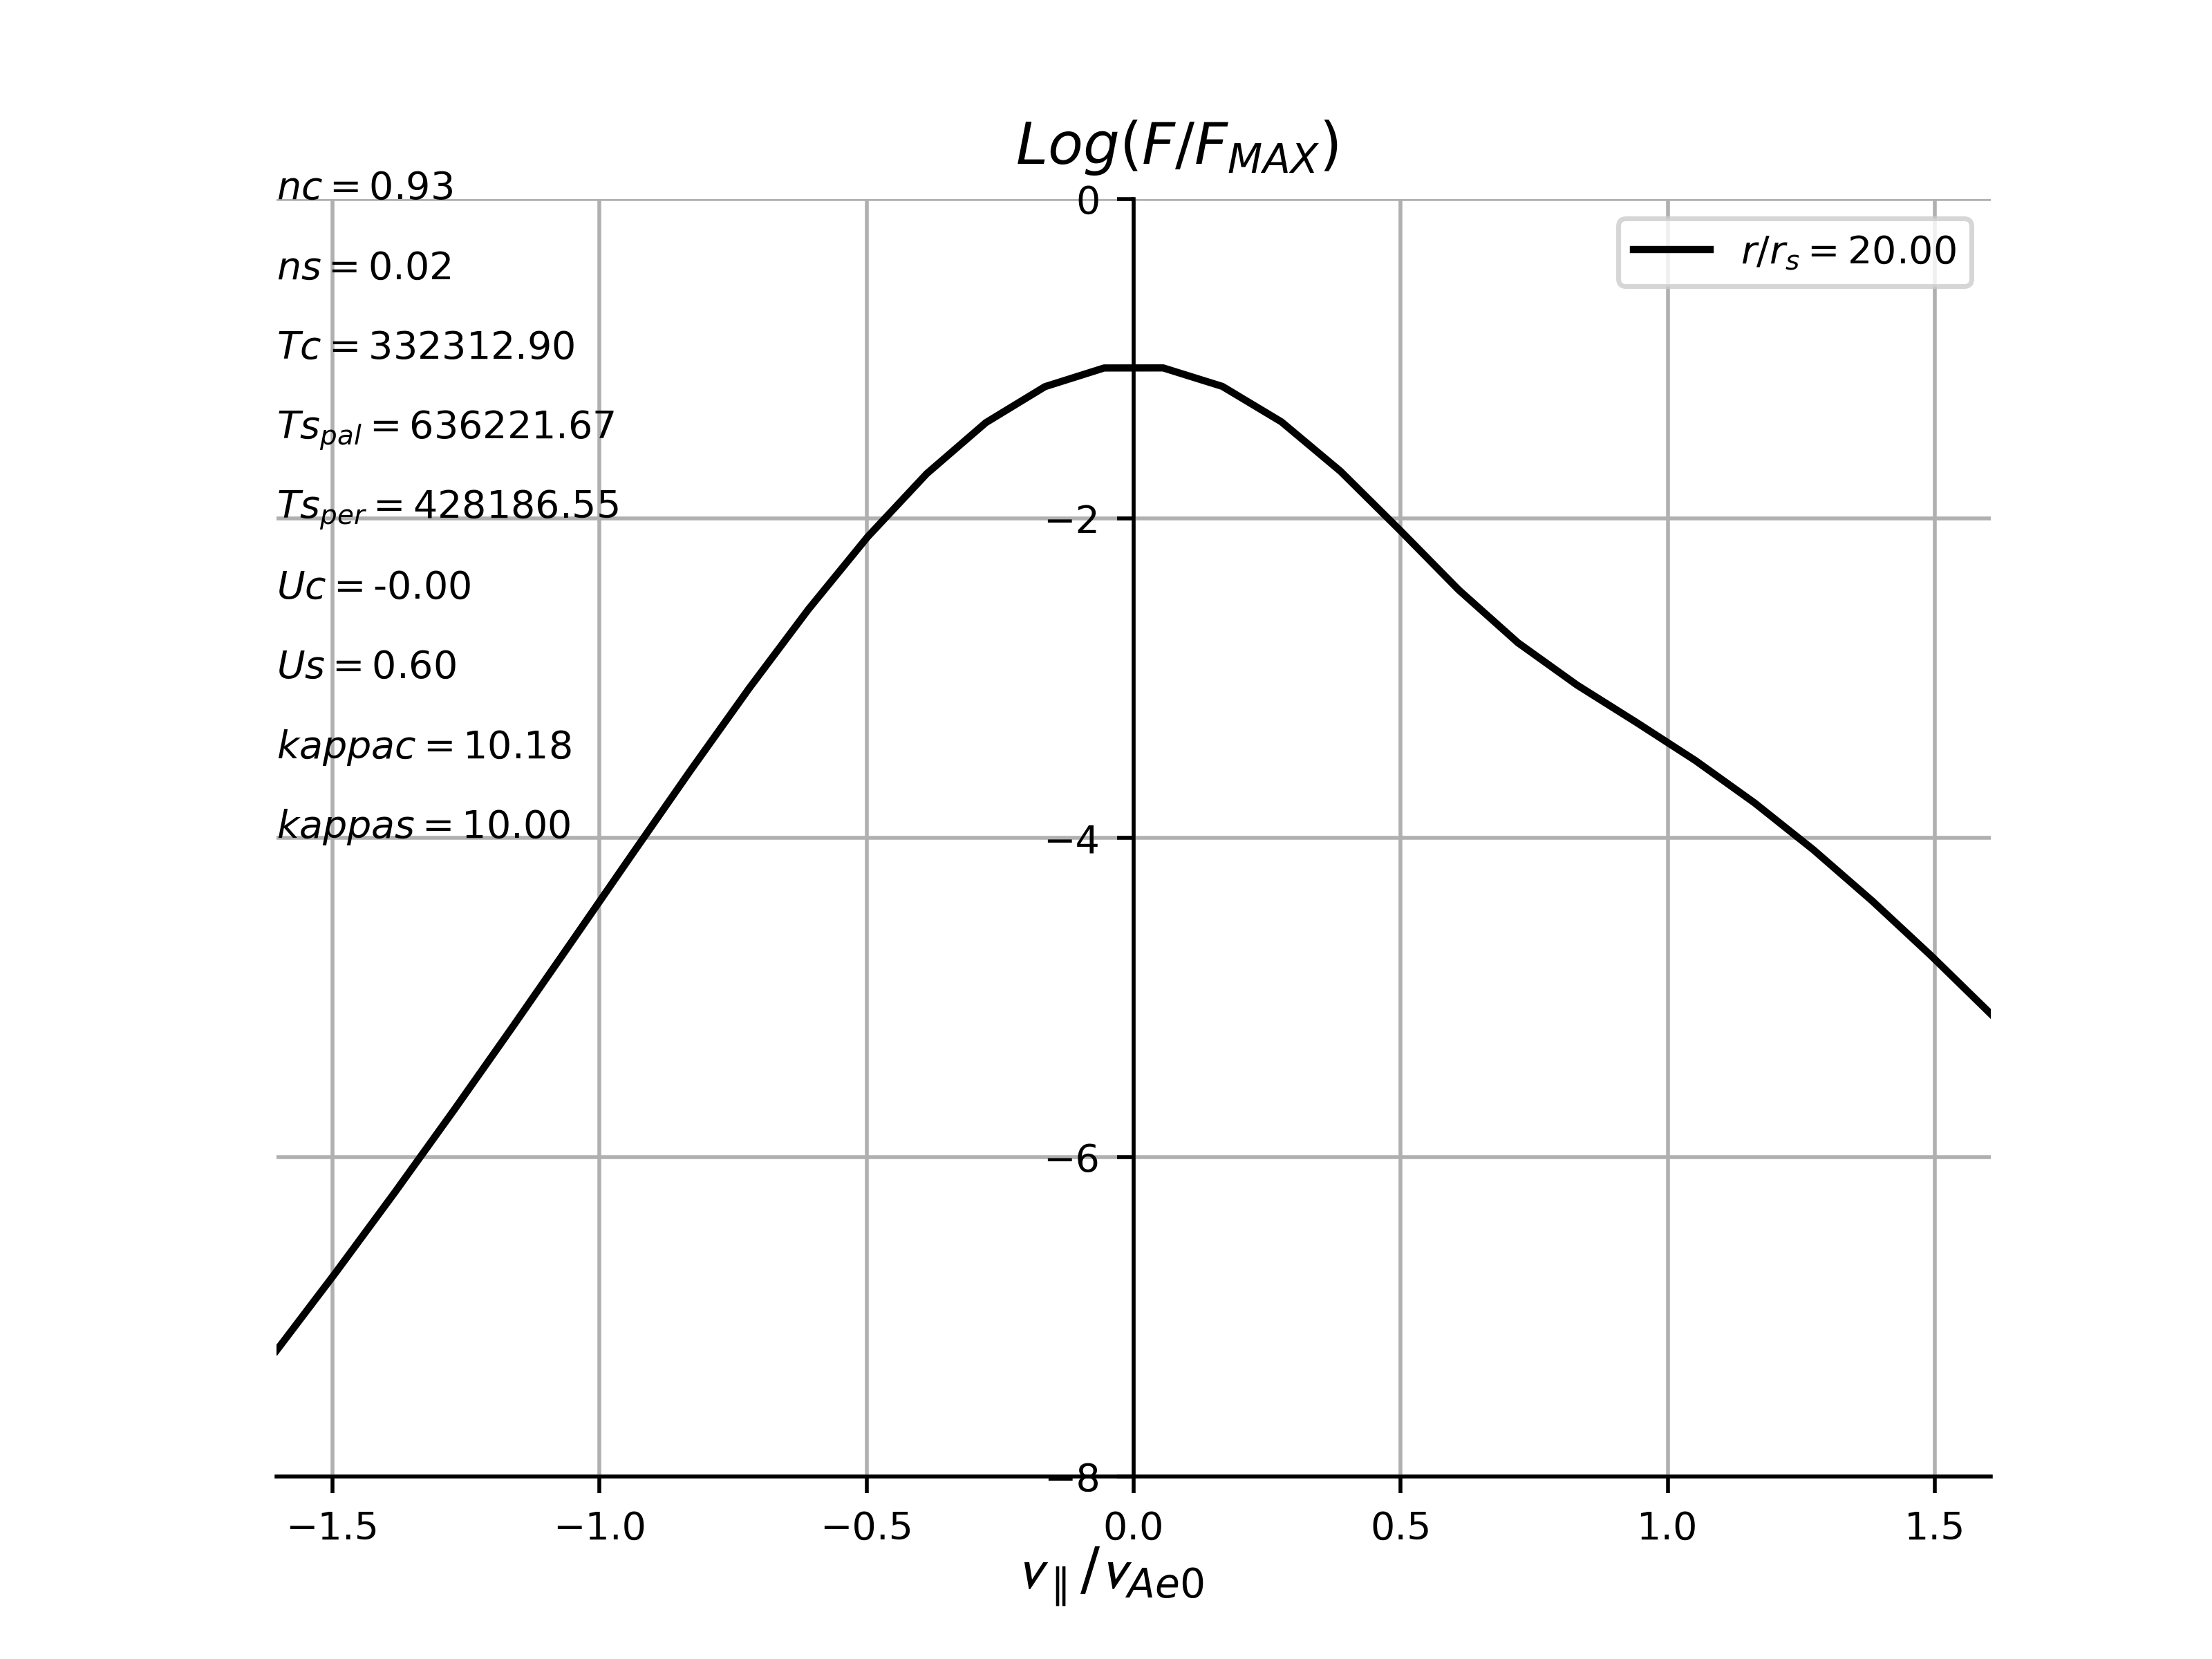 Log(F/F_MAX)
nc = 0.93
ns = 0.02
Tc = 332312.90
Ts_pal = 636221.67
Ts_per = 428186.55
Uc = -0.00
Us = 0.60
kappac = 10.18
kappas = 10.00
r/r_s = 20.00
0
−2
−4
−6
−8
−1.5 −1.0 −0.5 0.0 0.5 1.0 1.5
v_∥/v_Ae0